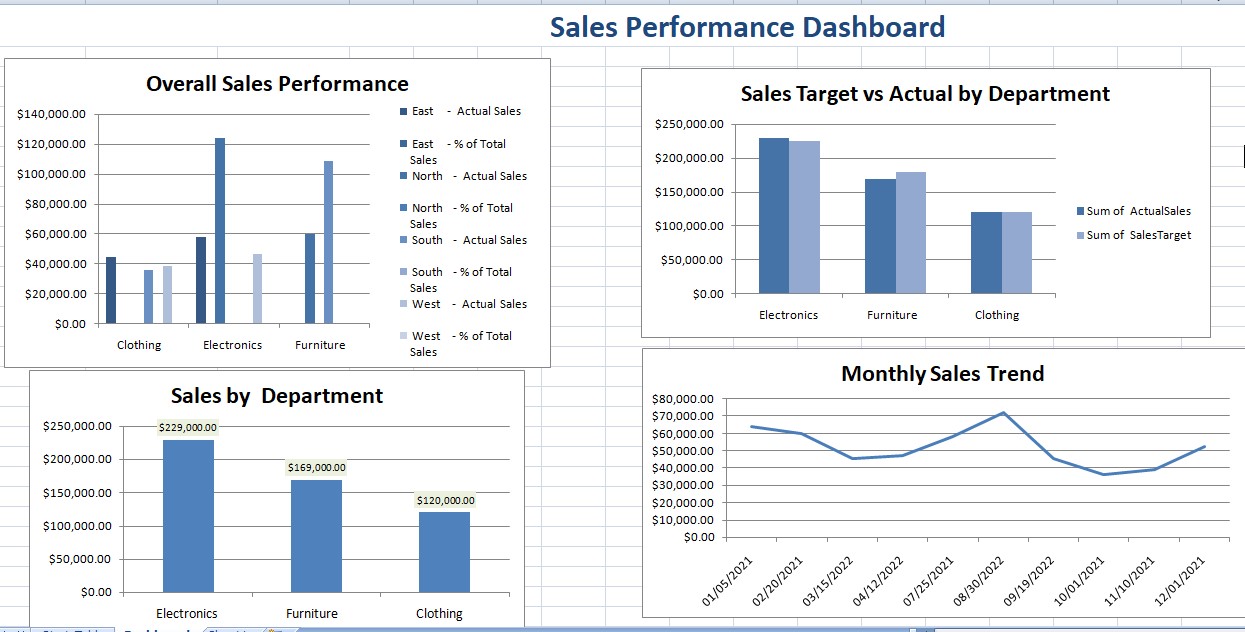 Sales Performance Dashboard
Overall Sales Performance
$140,000.00
$120,000.00
$100,000.00
$80,000.00
$60,000.00
$40,000.00
$20,000.00
$0.00
Clothing
Electronics
Furniture
East - Actual Sales
East - % of Total
Sales
North - Actual Sales
North - % of Total
Sales
South - Actual Sales
South - % of Total
Sales
West - Actual Sales
West - % of Total
Sales
Sales Target vs Actual by Department
$250,000.00
$200,000.00
$150,000.00
$100,000.00
$50,000.00
$0.00
Electronics
Furniture
Clothing
Sum of ActualSales
Sum of SalesTarget
Sales by Department
$250,000.00
$200,000.00
$150,000.00
$100,000.00
$50,000.00
$0.00
$229,000.00
$169,000.00
$120,000.00
Electronics
Furniture
Clothing
Monthly Sales Trend
$80,000.00
$70,000.00
$60,000.00
$50,000.00
$40,000.00
$30,000.00
$20,000.00
$10,000.00
$0.00
01/05/2021
02/20/2021
03/15/2022
04/12/2022
07/25/2021
08/30/2022
09/19/2022
10/01/2021
11/10/2021
12/01/2021